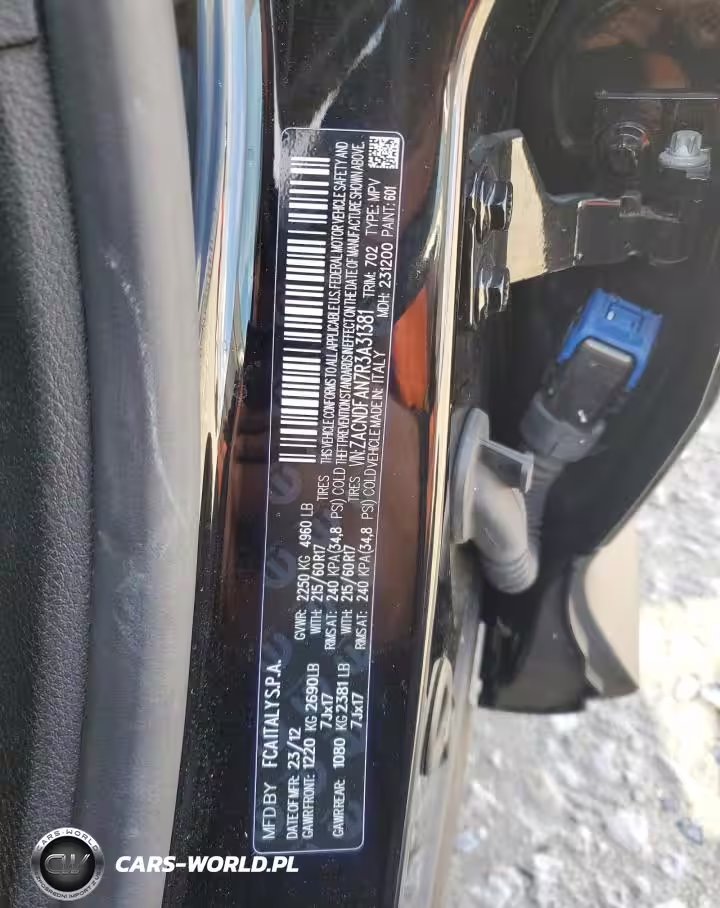 MFD BY FCA ITALY S.P.A.
DATE OF MFR: 23/12 GVWR: 2250 KG 4960 LB
GAWR FRONT: 1220 KG 2690LB WITH: 215/60R17 TIRES
7Jx17 RIMS AT: 240 KPA(34,8 PSI) COLD
GAWR REAR: 1080 KG 2381 LB WITH: 215/60R17 TIRES
7Jx17 RIMS AT: 240 KPA(34,8 PSI) COLD
THIS VEHICLE CONFORMS TO ALL APPLICABLE U.S. FEDERAL MOTOR VEHICLE SAFETY AND
THEFT PREVENTION STANDARDS IN EFFECT ON THE DATE OF MANUFACTURE SHOWN ABOVE.
VIN: ZACNDFAN7R3A31381 TRIM: 702 TYPE: MPV
VEHICLE MADE IN: ITALY MDH: 231200 PAINT: 601
CARS-WORLD.PL